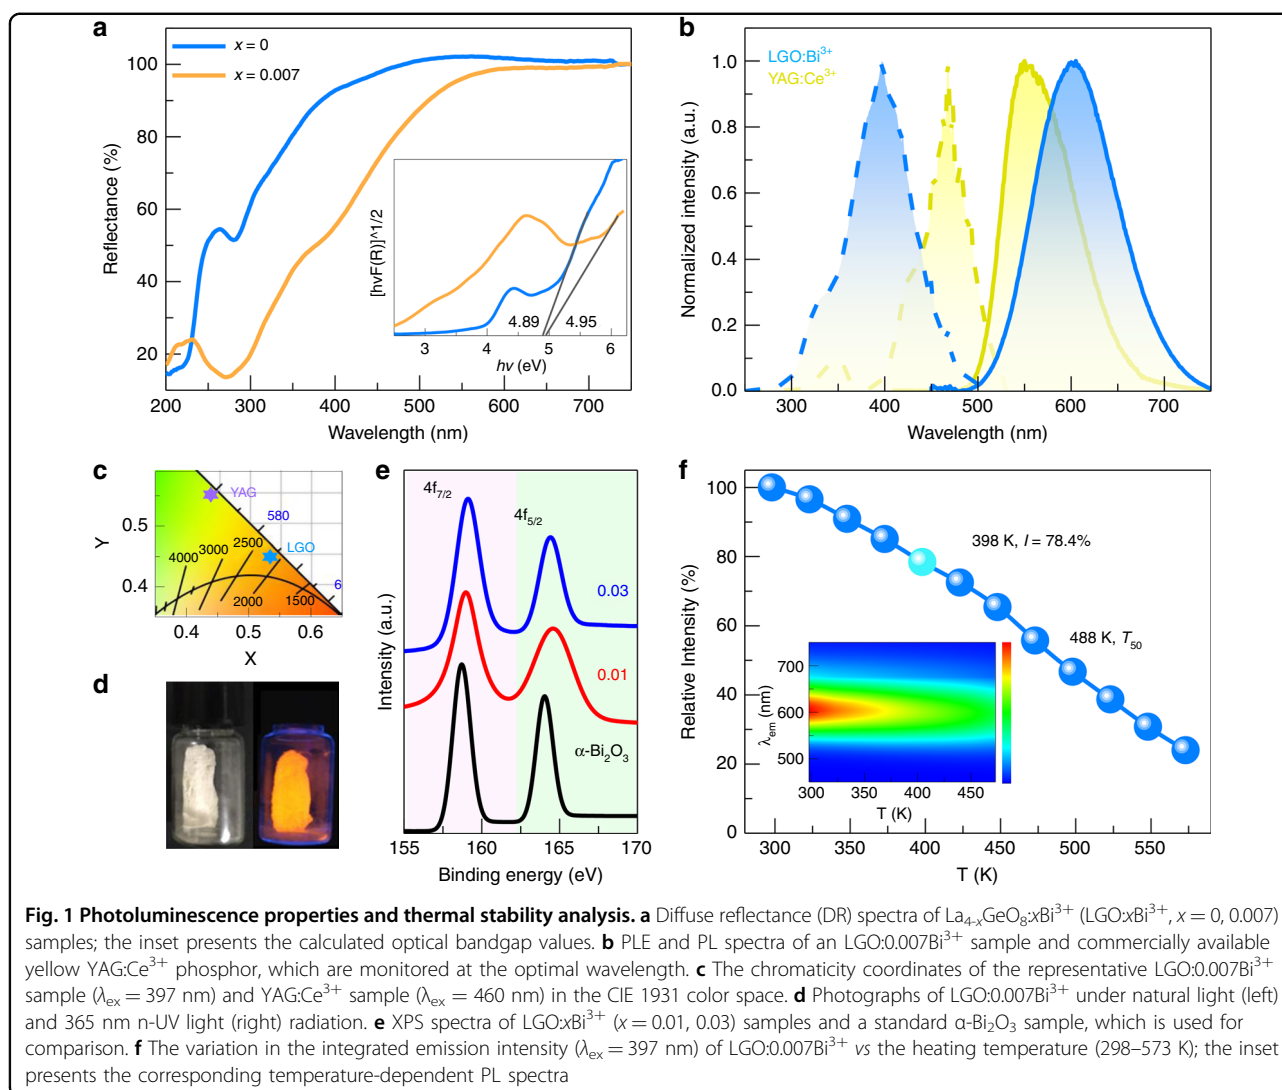 a
x = 0
x = 0.007
100
80
60
40
20
Reflectance (%)
200 300 400 500 600 700
Wavelength (nm)
[hvF(R)]^1/2
4.89 4.95
3 4 5 6
hv (eV)
b
LGO:Bi³⁺
YAG:Ce³⁺
1.0
0.8
0.6
0.4
0.2
0.0
Normalized intensity (a.u.)
300 400 500 600 700
Wavelength (nm)
c
YAG
580
LGO
0.5
0.4
Y
4000 3000 2500
2000 1500 6
0.4 0.5 0.6
X
d
e
4f₇/₂
4f₅/₂
0.03
0.01
α-Bi₂O₃
Intensity (a.u.)
155 160 165 170
Binding energy (eV)
f
100
80
60
40
20
0
Relative Intensity (%)
398 K, I = 78.4%
488 K, T₅₀
700
600
500
λem (nm)
300 350 400 450
T (K)
300 350 400 450 500 550
T (K)
Fig. 1 Photoluminescence properties and thermal stability analysis. a Diffuse reflectance (DR) spectra of La₄₋ₓGeO₈:xBi³⁺ (LGO:xBi³⁺, x = 0, 0.007)
samples; the inset presents the calculated optical bandgap values. b PLE and PL spectra of an LGO:0.007Bi³⁺ sample and commercially available
yellow YAG:Ce³⁺ phosphor, which are monitored at the optimal wavelength. c The chromaticity coordinates of the representative LGO:0.007Bi³⁺
sample (λex = 397 nm) and YAG:Ce³⁺ sample (λex = 460 nm) in the CIE 1931 color space. d Photographs of LGO:0.007Bi³⁺ under natural light (left)
and 365 nm n-UV light (right) radiation. e XPS spectra of LGO:xBi³⁺ (x = 0.01, 0.03) samples and a standard α-Bi₂O₃ sample, which is used for
comparison. f The variation in the integrated emission intensity (λex = 397 nm) of LGO:0.007Bi³⁺ vs the heating temperature (298–573 K); the inset
presents the corresponding temperature-dependent PL spectra